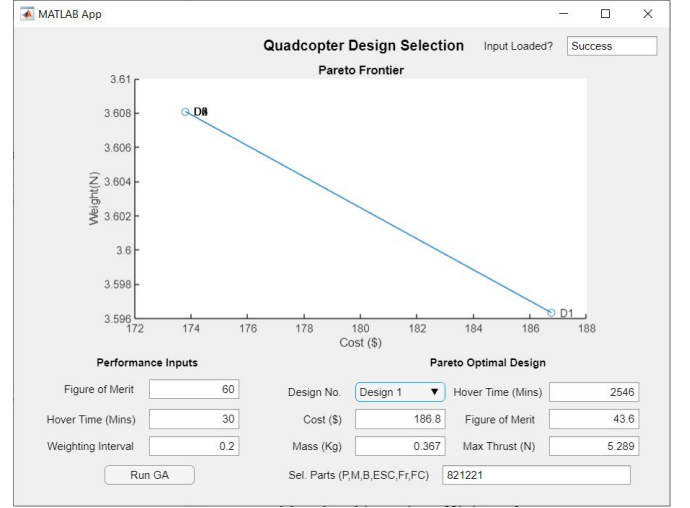 MATLAB App
Quadcopter Design Selection Input Loaded? Success
Pareto Frontier
3.61
3.608
3.606
3.604
3.602
3.6
3.598
3.596
Weight(N)
D1
172 174 176 178 180 182 184 186 188
Cost ($)
Performance Inputs Pareto Optimal Design
Figure of Merit 60 Design No. Design 1 Hover Time (Mins) 2546
Hover Time (Mins) 30 Cost ($) 186.8 Figure of Merit 43.6
Weighting Interval 0.2 Mass (Kg) 0.367 Max Thrust (N) 5.289
Run GA Sel. Parts (P,M,B,ESC,Fr,FC) 821221